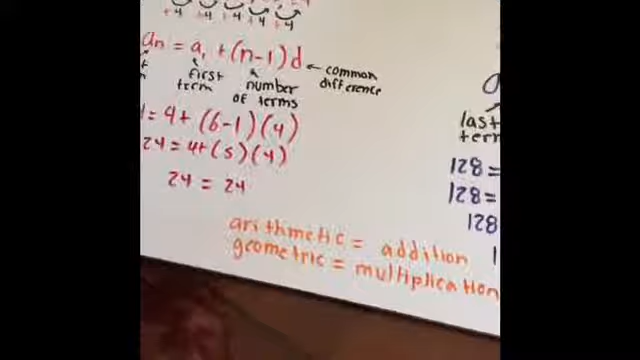 +4 +4 +4 +4 +4
an = a1 + (n-1)d ← common difference
first term
number of terms
= 4 + (6-1)(4)
24 = 4+(5)(4)
24 = 24
arithmetic = addition
geometric = multiplication
last term
128 =
128 =
128